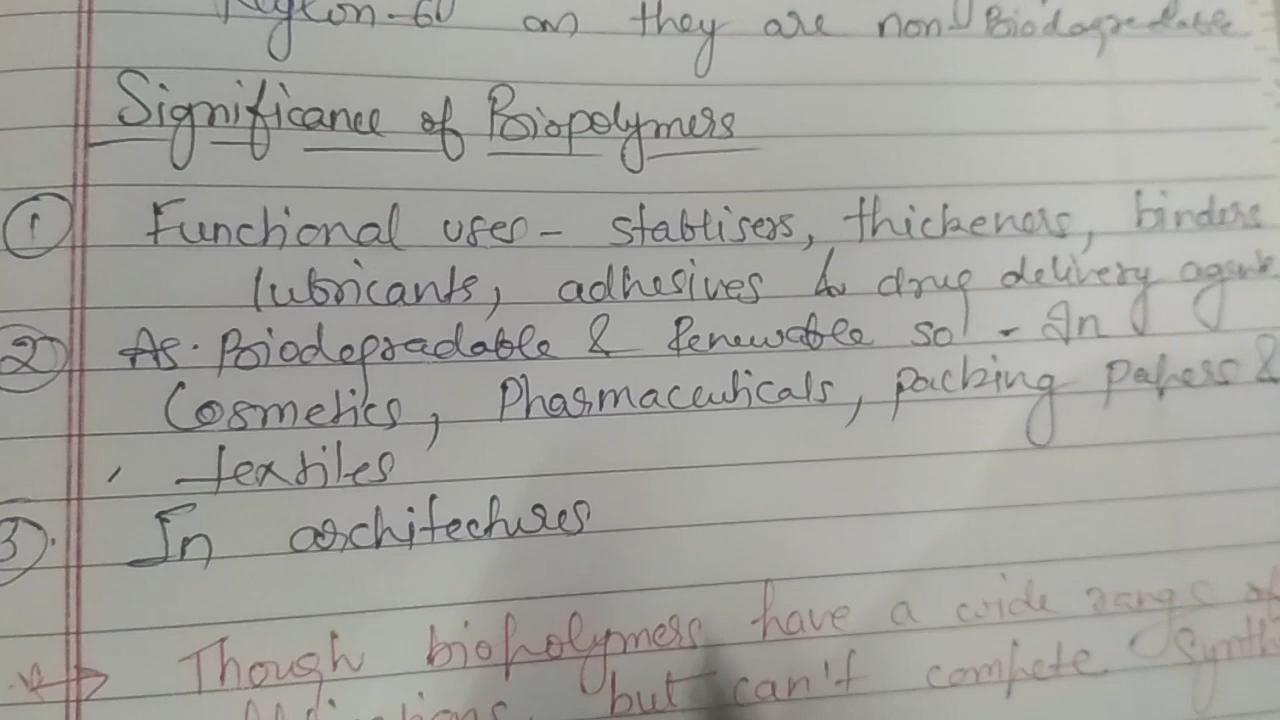 on they are non-Biodagredable
Significance of Biopolymers
① Functional uses - stablisers, thickeners, binders
lubricants, adhesives & drug delivery agents
② As Biodegradable & Renewable so - In
Cosmetics, Pharmaceuticals, packing papers &
textiles
③ In architectures
Though biopolymers have a wide range of
but can't compete